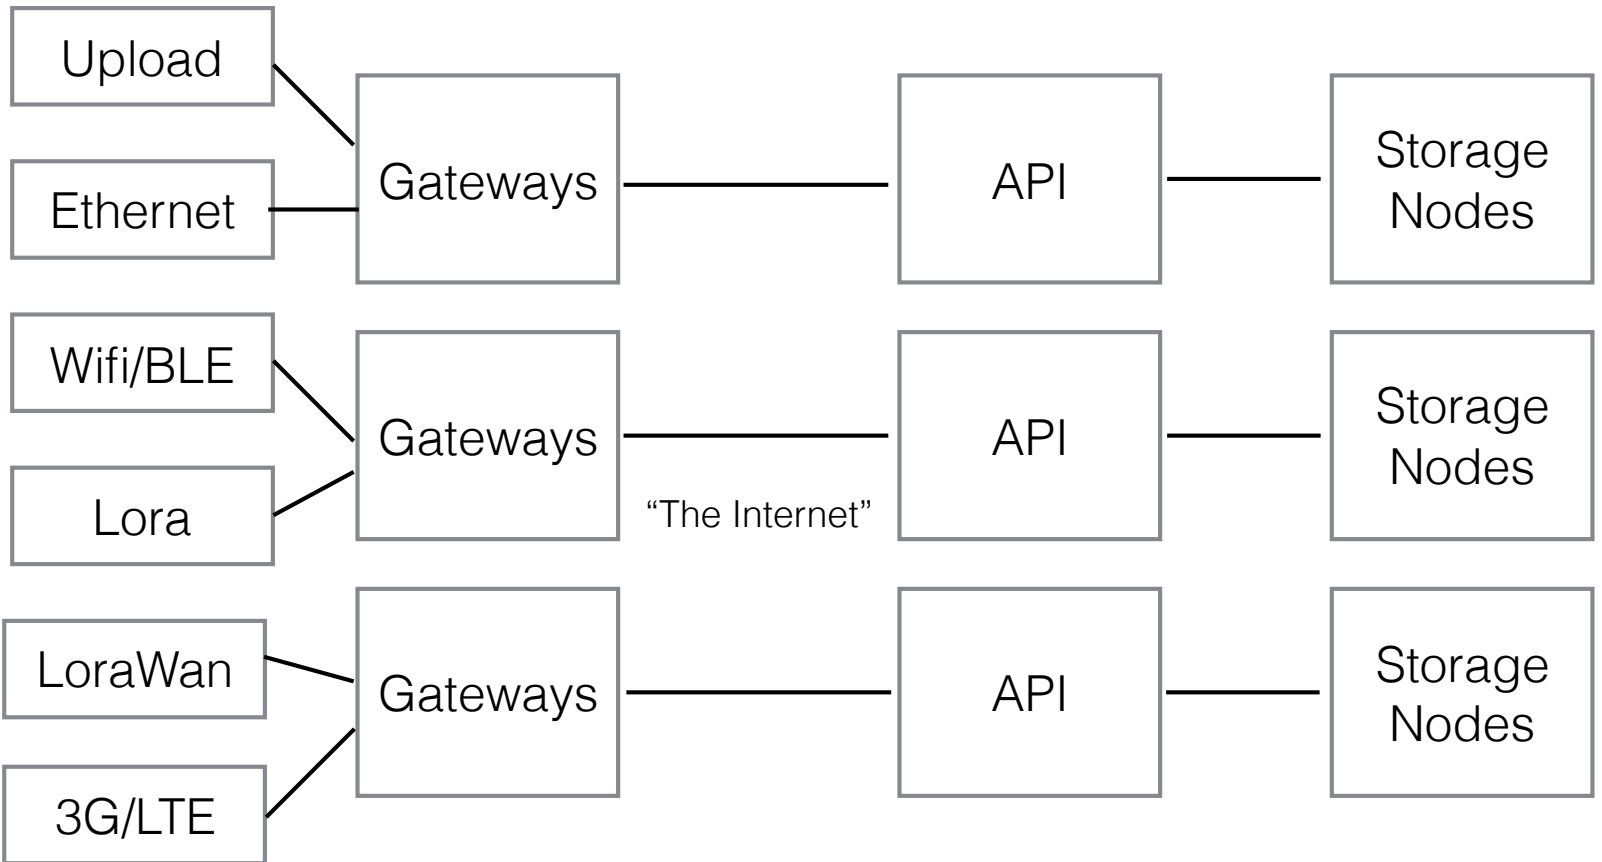 Upload
Ethernet
Gateways
API
Storage
Nodes
Wifi/BLE
Lora
Gateways
“The Internet”
API
Storage
Nodes
LoraWan
3G/LTE
Gateways
API
Storage
Nodes